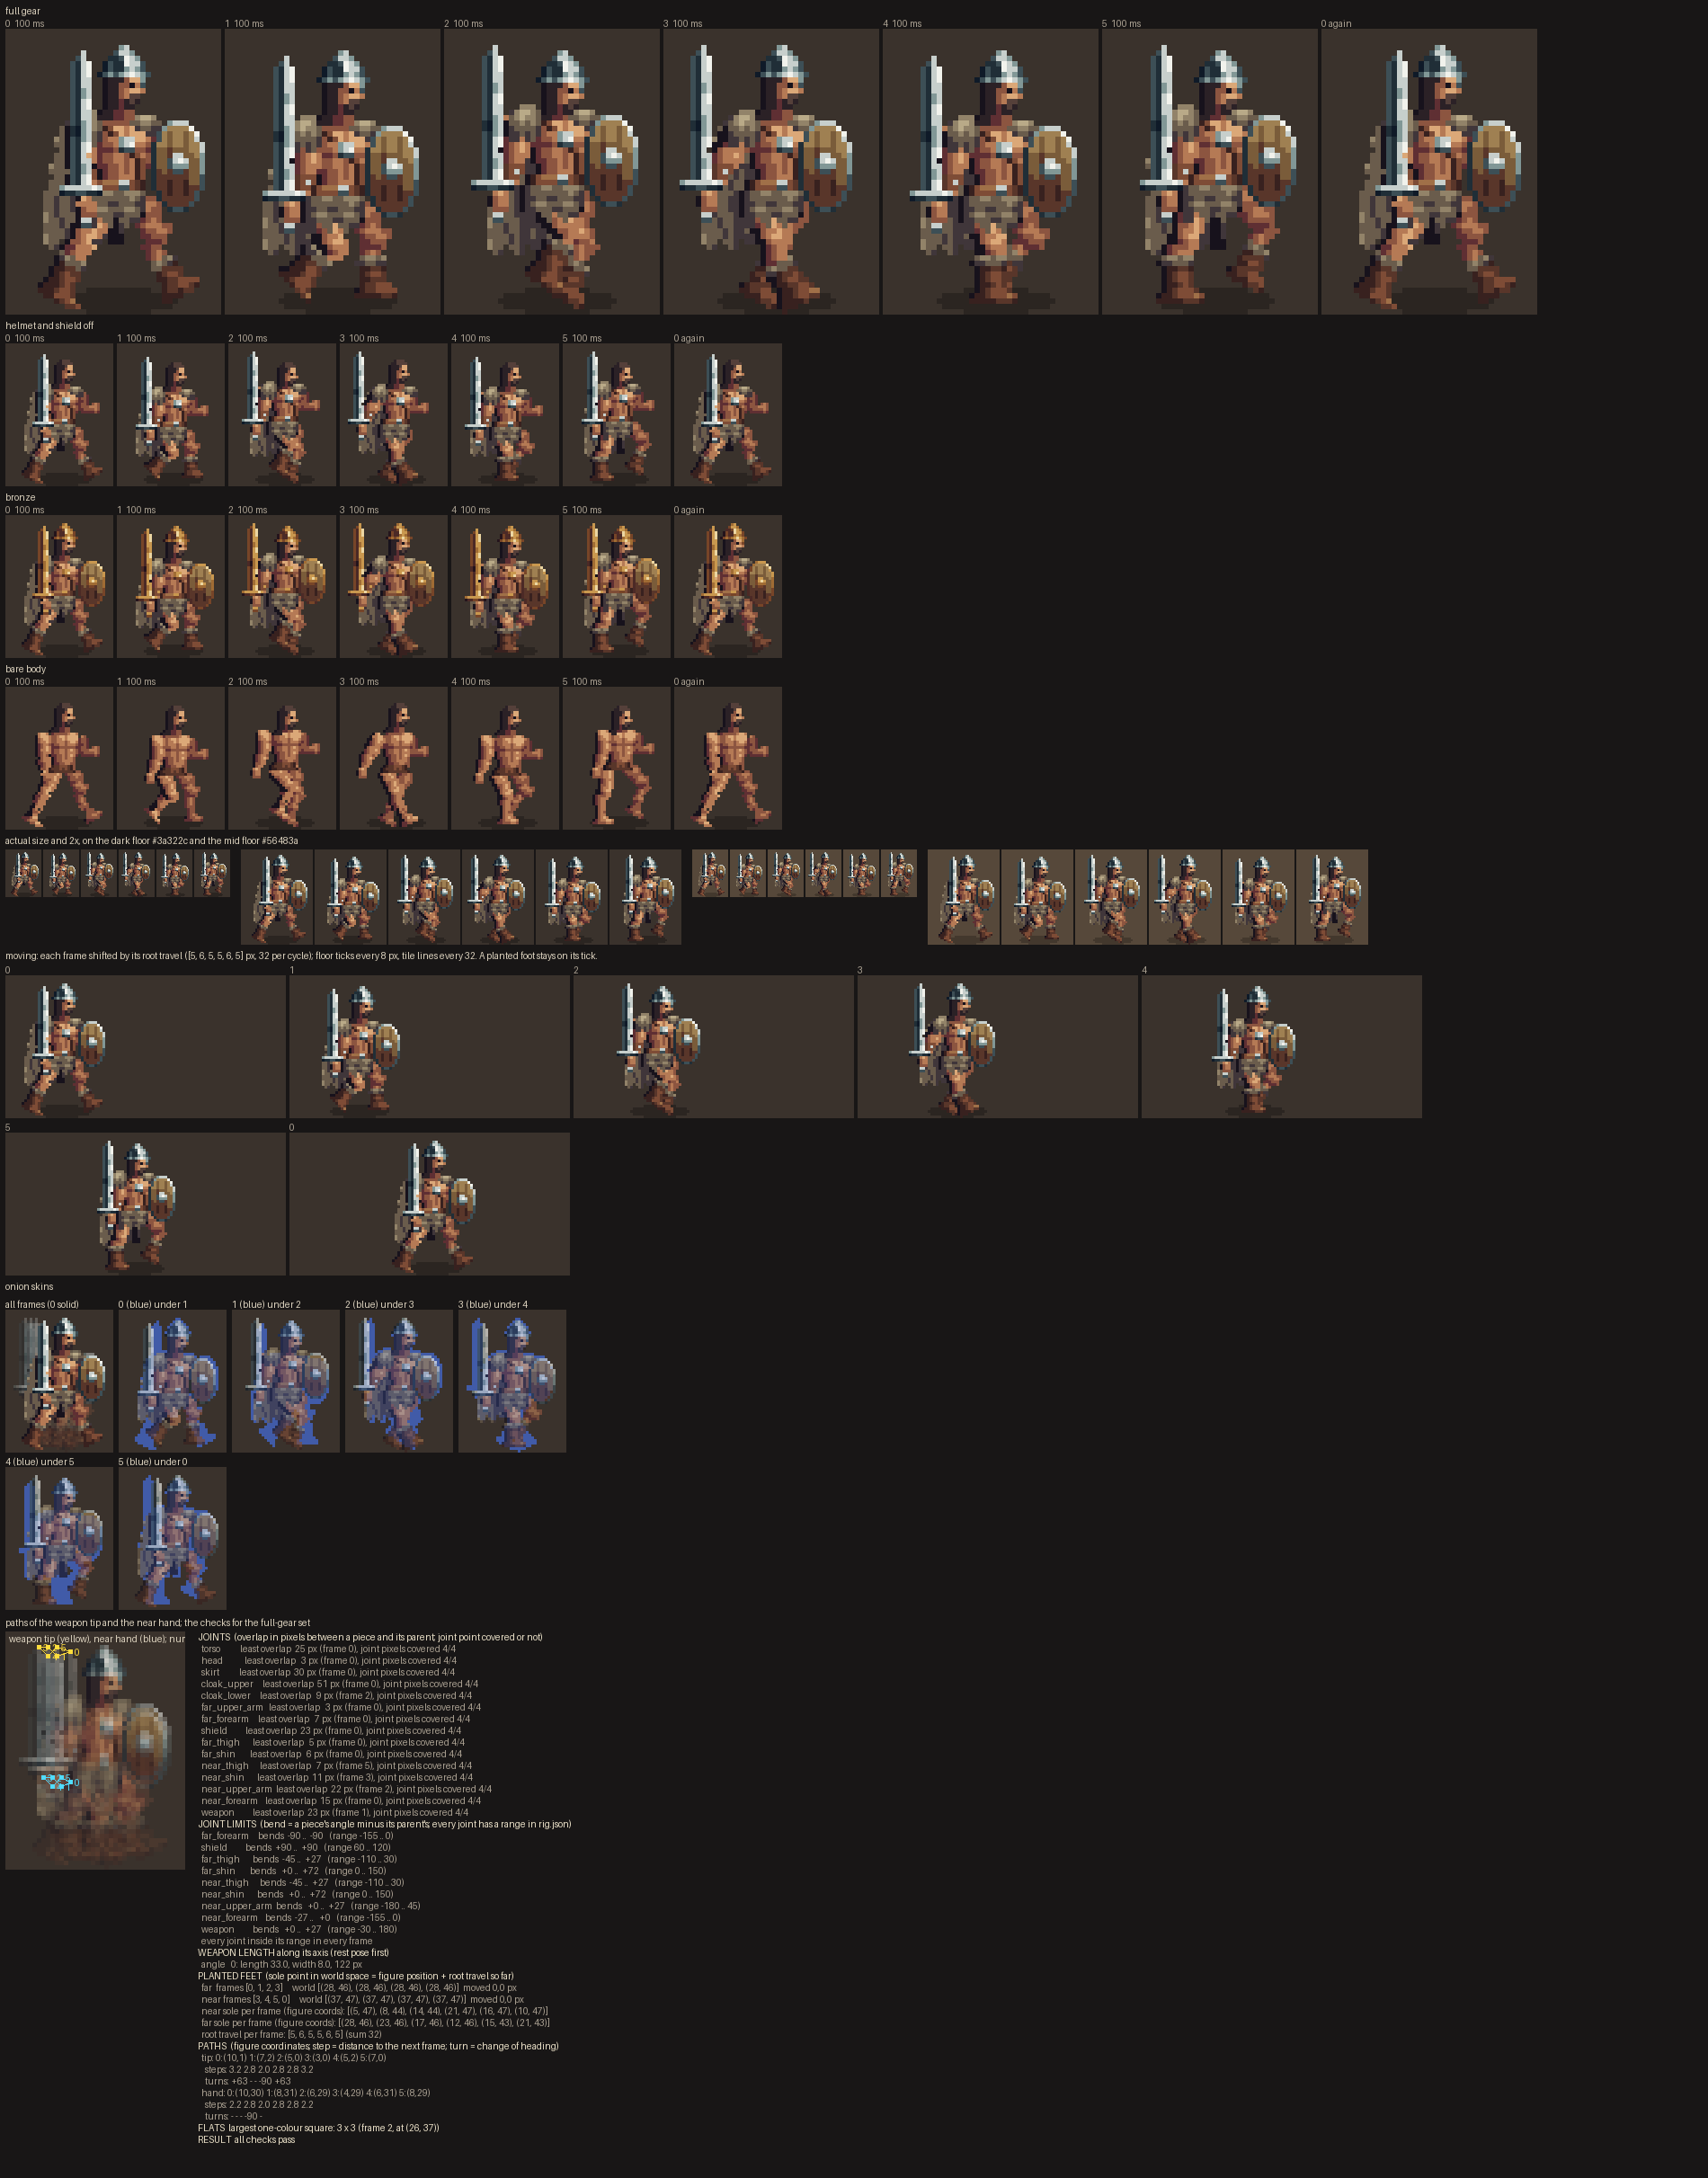 full gear
0 100 ms 1 100 ms 2 100 ms 3 100 ms 4 100 ms 5 100 ms 0 again
helmet and shield off
0 100 ms 1 100 ms 2 100 ms 3 100 ms 4 100 ms 5 100 ms 0 again
bronze
0 100 ms 1 100 ms 2 100 ms 3 100 ms 4 100 ms 5 100 ms 0 again
bare body
0 100 ms 1 100 ms 2 100 ms 3 100 ms 4 100 ms 5 100 ms 0 again
actual size and 2x, on the dark floor #3a322c and the mid floor #56483a
moving: each frame shifted by its root travel ([5, 6, 5, 5, 6, 5] px, 32 per cycle); floor ticks every 8 px, tile lines every 32. A planted foot stays on its tick.
0 1 2 3 4
5 0
onion skins
all frames (0 solid) 0 (blue) under 1 1 (blue) under 2 2 (blue) under 3 3 (blue) under 4
4 (blue) under 5 5 (blue) under 0
paths of the weapon tip and the near hand; the checks for the full-gear set
weapon tip (yellow), near hand (blue); nur
JOINTS (overlap in pixels between a piece and its parent; joint point covered or not)
torso least overlap 25 px (frame 0), joint pixels covered 4/4
head least overlap 3 px (frame 0), joint pixels covered 4/4
skirt least overlap 30 px (frame 0), joint pixels covered 4/4
cloak_upper least overlap 51 px (frame 0), joint pixels covered 4/4
cloak_lower least overlap 9 px (frame 2), joint pixels covered 4/4
far_upper_arm least overlap 3 px (frame 0), joint pixels covered 4/4
far_forearm least overlap 7 px (frame 0), joint pixels covered 4/4
shield least overlap 23 px (frame 0), joint pixels covered 4/4
far_thigh least overlap 5 px (frame 0), joint pixels covered 4/4
far_shin least overlap 6 px (frame 0), joint pixels covered 4/4
near_thigh least overlap 7 px (frame 5), joint pixels covered 4/4
near_shin least overlap 11 px (frame 3), joint pixels covered 4/4
near_upper_arm least overlap 22 px (frame 2), joint pixels covered 4/4
near_forearm least overlap 15 px (frame 0), joint pixels covered 4/4
weapon least overlap 23 px (frame 1), joint pixels covered 4/4
JOINT LIMITS (bend = a piece's angle minus its parent's; every joint has a range in rig.json)
far_forearm bends -90 .. -90 (range -155 .. 0)
shield bends +90 .. +90 (range 60 .. 120)
far_thigh bends -45 .. +27 (range -110 .. 30)
far_shin bends +0 .. +72 (range 0 .. 150)
near_thigh bends -45 .. +27 (range -110 .. 30)
near_shin bends +0 .. +72 (range 0 .. 150)
near_upper_arm bends +0 .. +27 (range -180 .. 45)
near_forearm bends -27 .. +0 (range -155 .. 0)
weapon bends +0 .. +27 (range -30 .. 180)
every joint inside its range in every frame
WEAPON LENGTH along its axis (rest pose first)
angle 0: length 33.0, width 8.0, 122 px
PLANTED FEET (sole point in world space = figure position + root travel so far)
far frames [0, 1, 2, 3] world [(28, 46), (28, 46), (28, 46), (28, 46)] moved 0,0 px
near frames [3, 4, 5, 0] world [(37, 47), (37, 47), (37, 47), (37, 47)] moved 0,0 px
near sole per frame (figure coords): [(5, 47), (8, 44), (14, 44), (21, 47), (16, 47), (10, 47)]
far sole per frame (figure coords): [(28, 46), (23, 46), (17, 46), (12, 46), (15, 43), (21, 43)]
root travel per frame: [5, 6, 5, 5, 6, 5] (sum 32)
PATHS (figure coordinates; step = distance to the next frame; turn = change of heading)
tip: 0:(10,1) 1:(7,2) 2:(5,0) 3:(3,0) 4:(5,2) 5:(7,0)
steps: 3.2 2.8 2.0 2.8 2.8 3.2
turns: +63 - - -90 +63
hand: 0:(10,30) 1:(8,31) 2:(6,29) 3:(4,29) 4:(6,31) 5:(8,29)
steps: 2.2 2.8 2.0 2.8 2.8 2.2
turns: - - - -90 -
FLATS largest one-colour square: 3 x 3 (frame 2, at (26, 37))
RESULT all checks pass